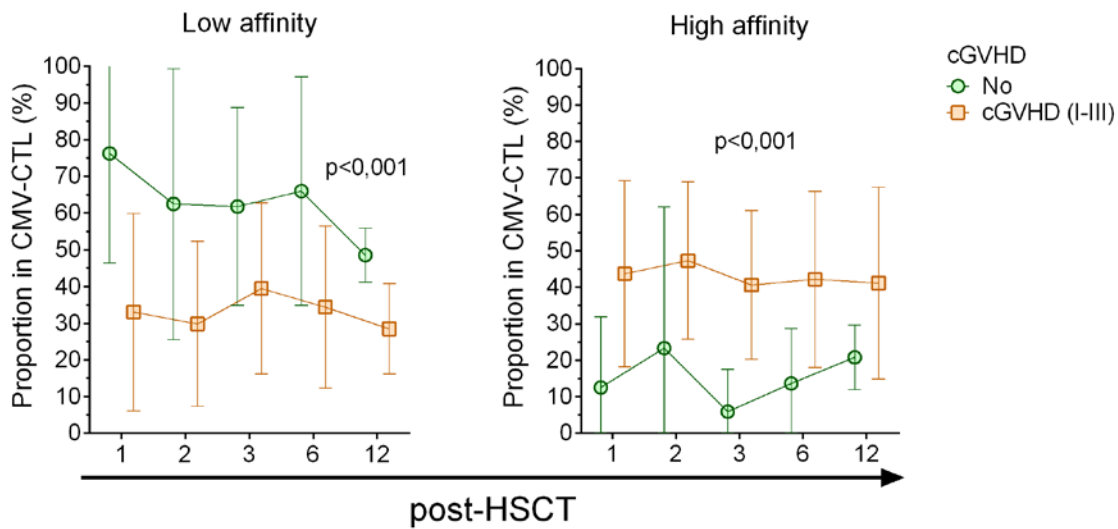 Low affinity
Proportion in CMV-CTL (%)
100
90
80
70
60
50
40
30
20
10
0
p<0,001
1 2 3 6 12
High affinity
Proportion in CMV-CTL (%)
100
90
80
70
60
50
40
30
20
10
0
p<0,001
1 2 3 6 12
cGVHD
No
cGVHD (I-III)
post-HSCT